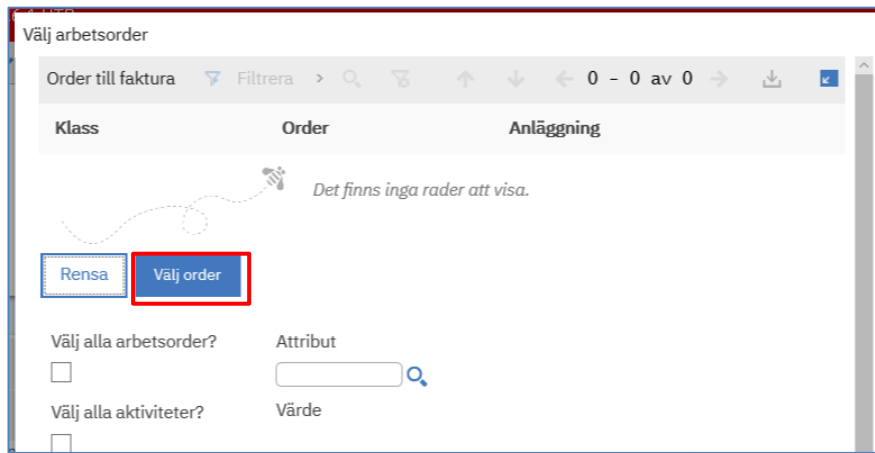 Välj arbetsorder
Order till faktura Filtrera > 0 - 0 av 0
Klass Order Anläggning
Det finns inga rader att visa.
Rensa Välj order
Välj alla arbetsorder? Attribut
Välj alla aktiviteter? Värde